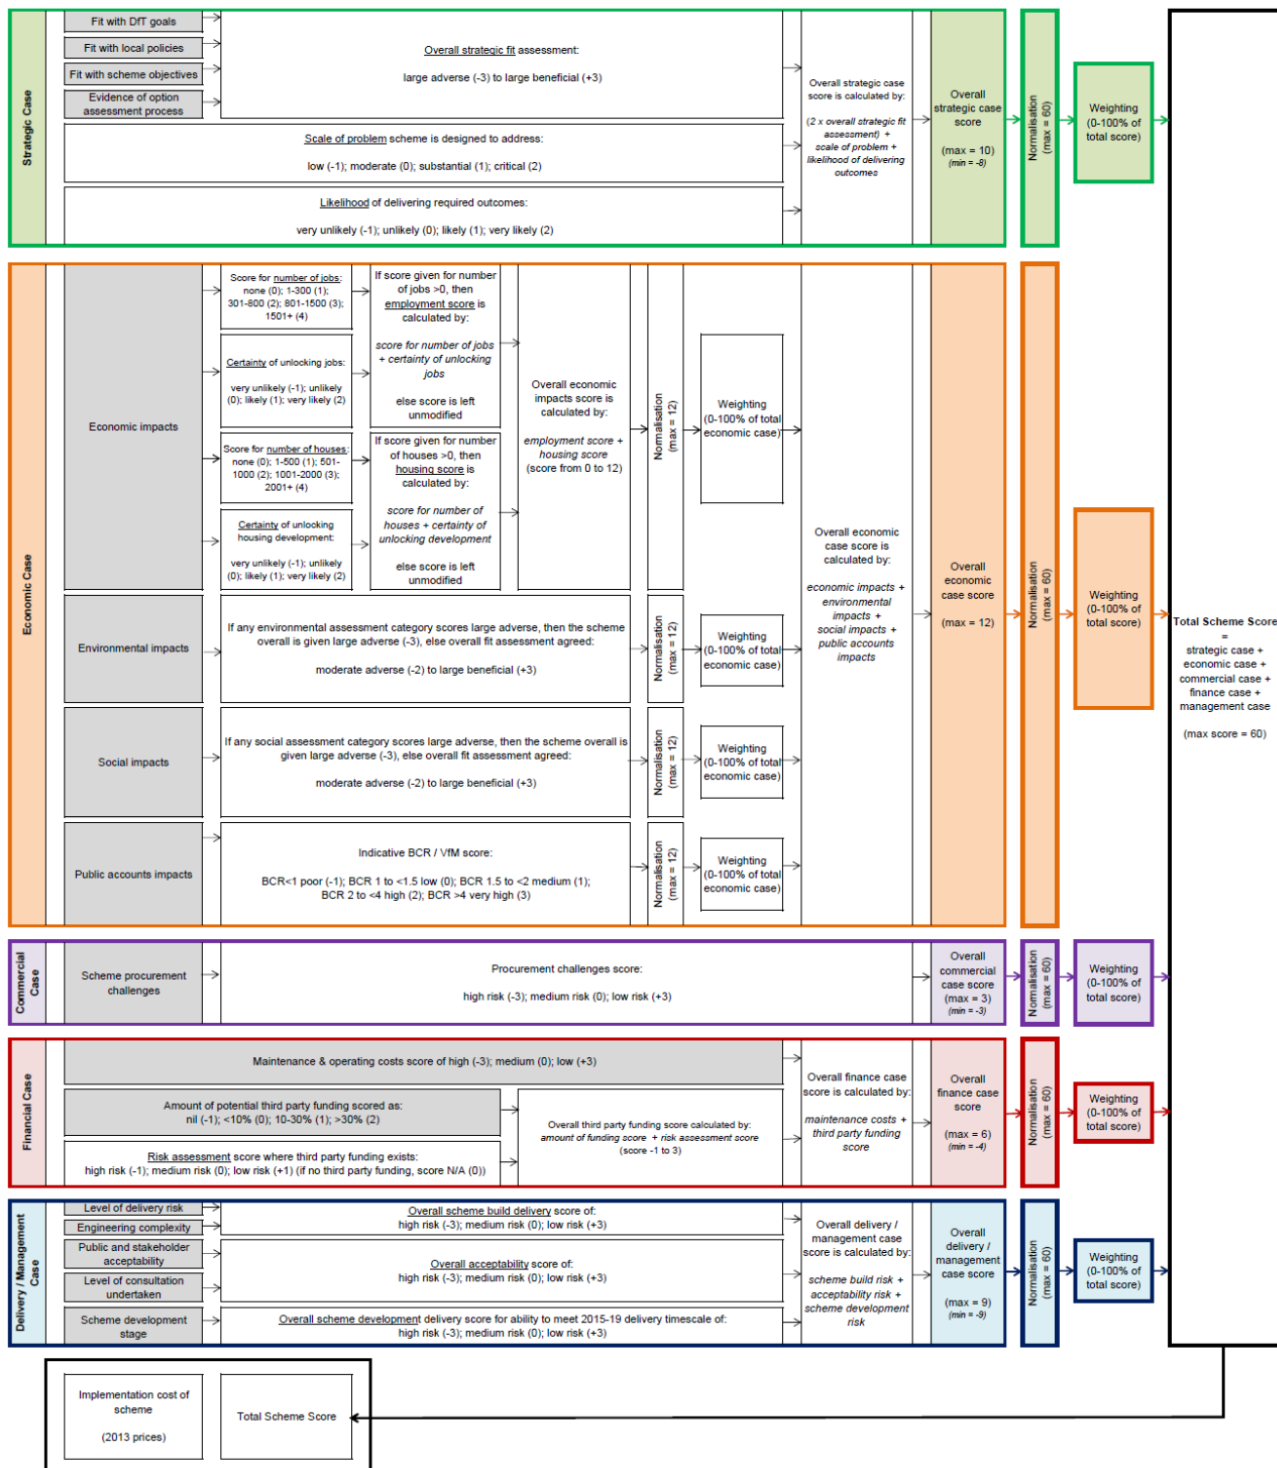 Strategic Case
Fit with DfT goals
Fit with local policies
Fit with scheme objectives
Evidence of option
assessment process
Overall strategic fit assessment:
large adverse (-3) to large beneficial (+3)
Scale of problem scheme is designed to address:
low (-1); moderate (0); substantial (1); critical (2)
Likelihood of delivering required outcomes:
very unlikely (-1); unlikely (0); likely (1); very likely (2)
Overall strategic case
score is calculated by:
(2 x overall strategic fit
assessment) +
scale of problem +
likelihood of delivering
outcomes
Overall
strategic case
score
(max = 10)
(min = -8)
Normalisation
(max = 60)
Weighting
(0-100% of
total score)
Economic Case
Economic impacts
Score for number of jobs:
none (0); 1-300 (1);
301-800 (2); 801-1500 (3);
1501+ (4)
Certainty of unlocking jobs:
very unlikely (-1); unlikely
(0); likely (1); very likely (2)
Score for number of houses:
none (0); 1-500 (1); 501-
1000 (2); 1001-2000 (3);
2001+ (4)
Certainty of unlocking
housing development:
very unlikely (-1); unlikely
(0); likely (1); very likely (2)
If score given for number
of jobs >0, then
employment score is
calculated by:
score for number of jobs
+ certainty of unlocking
jobs
else score is left
unmodified
If score given for number
of houses >0, then
housing score is
calculated by:
score for number of
houses + certainty of
unlocking development
else score is left
unmodified
Overall economic
impacts score is
calculated by:
employment score +
housing score
(score from 0 to 12)
Normalisation
(max = 12)
Weighting
(0-100% of total
economic case)
Environmental impacts
If any environmental assessment category scores large adverse, then the scheme
overall is given large adverse (-3), else overall fit assessment agreed:
moderate adverse (-2) to large beneficial (+3)
Normalisation
(max = 12)
Weighting
(0-100% of total
economic case)
Social impacts
If any social assessment category scores large adverse, then the scheme overall is
given large adverse (-3), else overall fit assessment agreed:
moderate adverse (-2) to large beneficial (+3)
Normalisation
(max = 12)
Weighting
(0-100% of total
economic case)
Public accounts impacts
Indicative BCR / VfM score:
BCR<1 poor (-1); BCR 1 to <1.5 low (0); BCR 1.5 to <2 medium (1);
BCR 2 to <4 high (2); BCR >4 very high (3)
Normalisation
(max = 12)
Weighting
(0-100% of total
economic case)
Overall economic
case score is
calculated by:
economic impacts +
environmental
impacts +
social impacts +
public accounts
impacts
Overall
economic case
score
(max = 12)
Normalisation
(max = 60)
Weighting
(0-100% of
total score)
Commercial
Case
Scheme procurement
challenges
Procurement challenges score:
high risk (-3); medium risk (0); low risk (+3)
Overall
commercial
case score
(max = 3)
(min = -3)
Normalisation
(max = 60)
Weighting
(0-100% of
total score)
Financial Case
Maintenance & operating costs score of high (-3); medium (0); low (+3)
Amount of potential third party funding scored as:
nil (-1); <10% (0); 10-30% (1); >30% (2)
Risk assessment score where third party funding exists:
high risk (-1); medium risk (0); low risk (+1) (if no third party funding, score N/A (0))
Overall third party funding score calculated by:
amount of funding score + risk assessment score
(score -1 to 3)
Overall finance case
score is calculated by:
maintenance costs +
third party funding
score
Overall
finance case
score
(max = 6)
(min = -4)
Normalisation
(max = 60)
Weighting
(0-100% of
total score)
Delivery / Management
Case
Level of delivery risk
Engineering complexity
Public and stakeholder
acceptability
Level of consultation
undertaken
Scheme development
stage
Overall scheme build delivery score of:
high risk (-3); medium risk (0); low risk (+3)
Overall acceptability score of:
high risk (-3); medium risk (0); low risk (+3)
Overall scheme development delivery score for ability to meet 2015-19 delivery timescale of:
high risk (-3); medium risk (0); low risk (+3)
Overall delivery /
management case
score is calculated by:
scheme build risk +
acceptability risk +
scheme development
risk
Overall
delivery /
management
case score
(max = 9)
(min = -9)
Normalisation
(max = 60)
Weighting
(0-100% of
total score)
Total Scheme Score
=
strategic case +
economic case +
commercial case +
finance case +
management case
(max score = 60)
Implementation cost of
scheme
(2013 prices)
Total Scheme Score